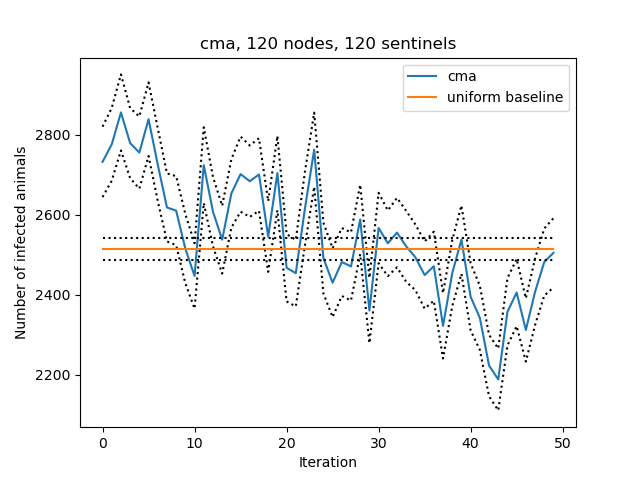 cma, 120 nodes, 120 sentinels
cma
uniform baseline
Number of infected animals
2800
2600
2400
2200
0
10
20
30
40
50
Iteration